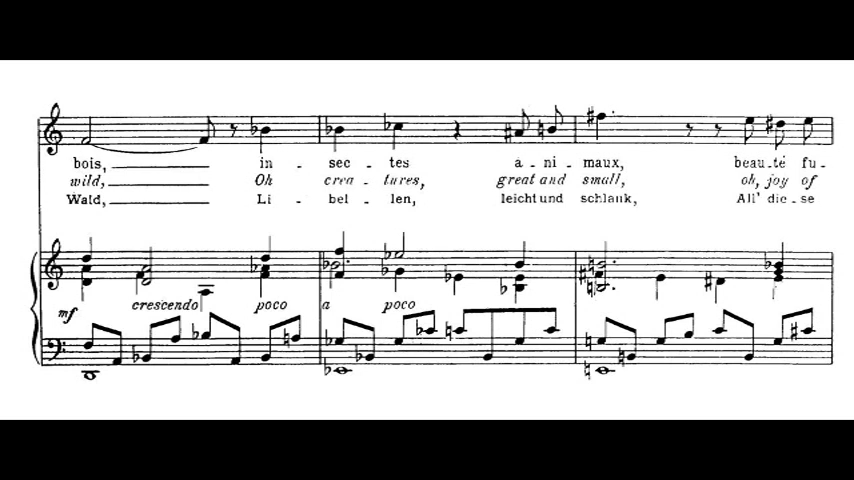 bois, in - sec - tes a - ni - maux, beau-té fu-
wild, Oh crea - tures, great and small, oh, joy of
Wald, Li - bel - len, leicht und schlank, All' die-se
mf crescendo poco a poco